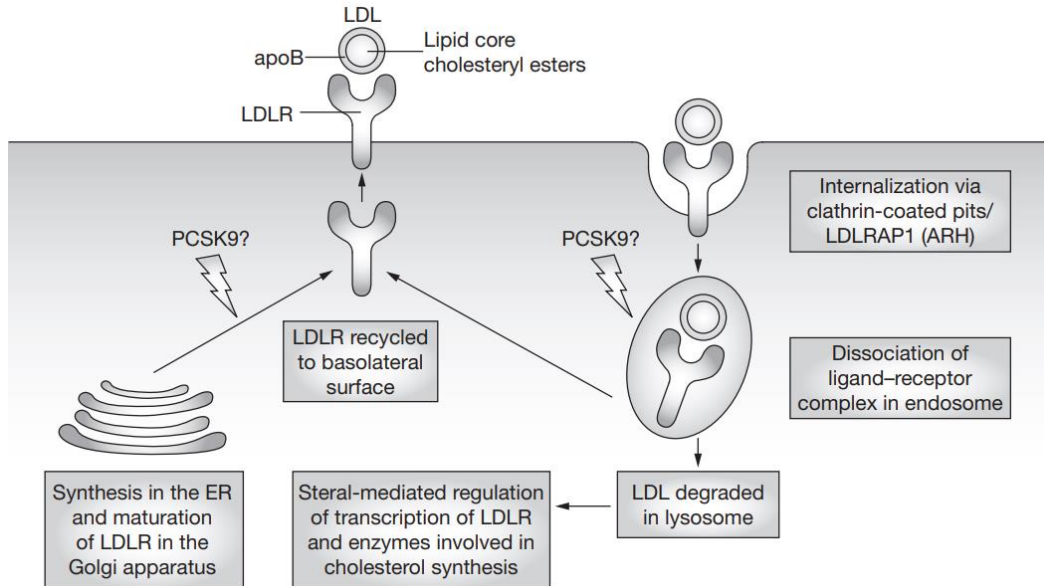 LDL
apoB
Lipid core
cholesteryl esters
LDLR
PCSK9?
PCSK9?
Internalization via
clathrin-coated pits/
LDLRAP1 (ARH)
LDLR recycled
to basolateral
surface
Dissociation of
ligand–receptor
complex in endosome
Synthesis in the ER
and maturation
of LDLR in the
Golgi apparatus
Steral-mediated regulation
of transcription of LDLR
and enzymes involved in
cholesterol synthesis
LDL degraded
in lysosome